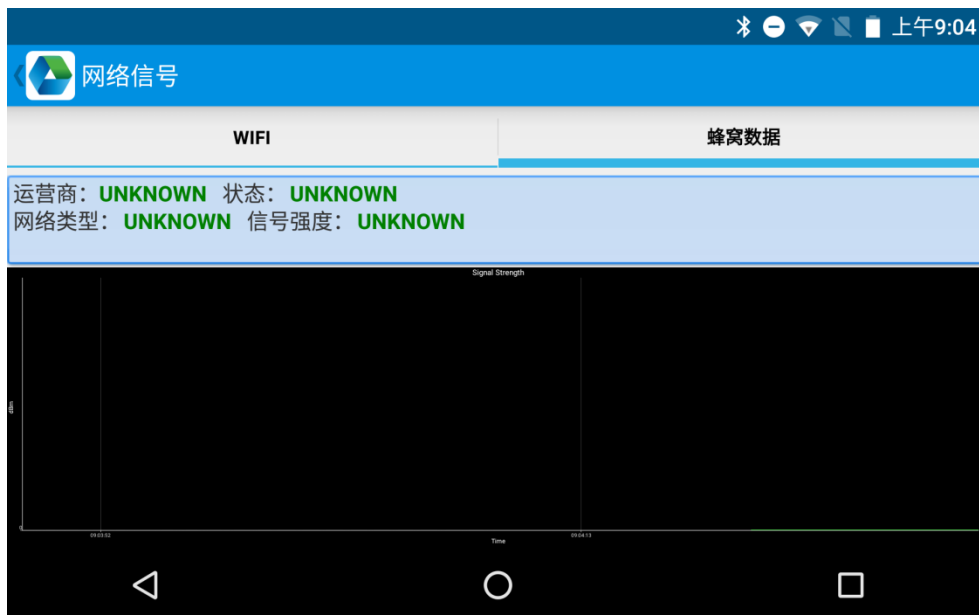 上午9:04
网络信号
WIFI 蜂窝数据
运营商：UNKNOWN 状态：UNKNOWN
网络类型：UNKNOWN 信号强度：UNKNOWN
Signal Strength
dBm
0
09:03:02 09:04:13
Time